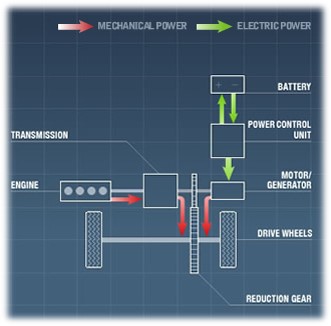 MECHANICAL POWER
ELECTRIC POWER
BATTERY
POWER CONTROL
UNIT
TRANSMISSION
ENGINE
MOTOR/
GENERATOR
DRIVE WHEELS
REDUCTION GEAR